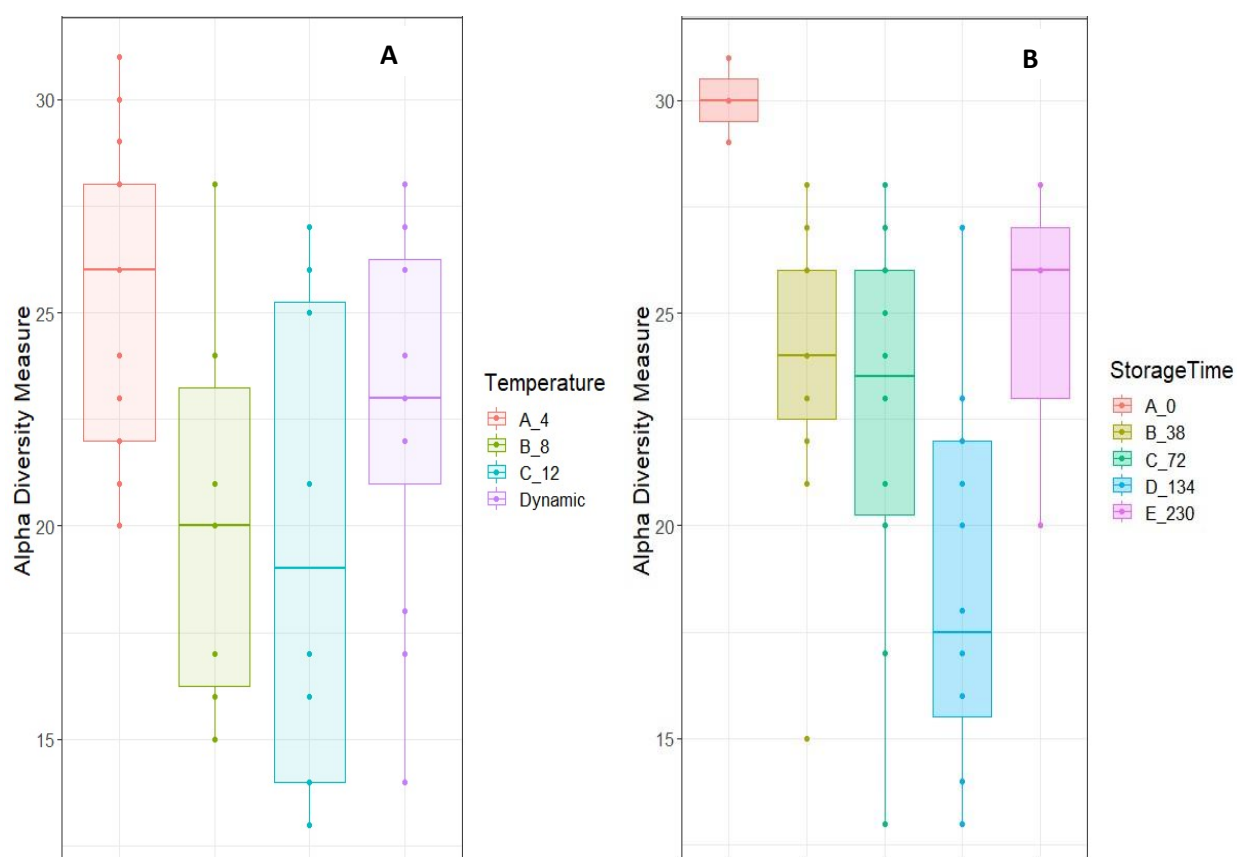 A
Alpha Diversity Measure
30
25
20
15
Temperature
A_4
B_8
C_12
Dynamic
B
Alpha Diversity Measure
30
25
20
15
StorageTime
A_0
B_38
C_72
D_134
E_230